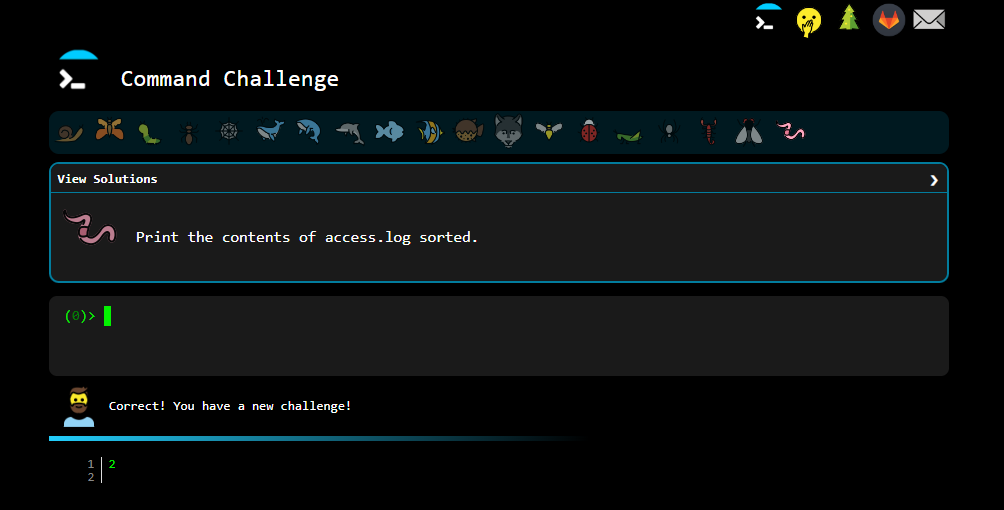 Command Challenge
View Solutions
Print the contents of access.log sorted.
(0)>
Correct! You have a new challenge!
1 2
2